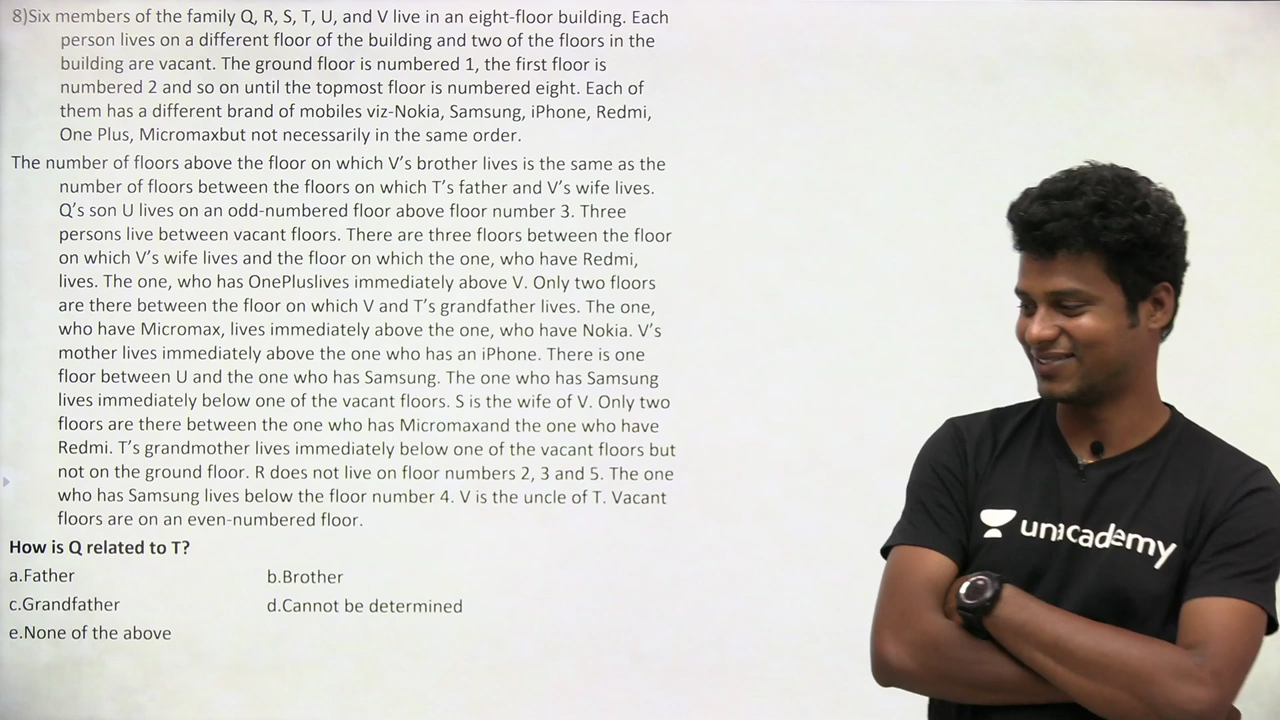 8)Six members of the family Q, R, S, T, U, and V live in an eight-floor building. Each
person lives on a different floor of the building and two of the floors in the
building are vacant. The ground floor is numbered 1, the first floor is
numbered 2 and so on until the topmost floor is numbered eight. Each of
them has a different brand of mobiles viz-Nokia, Samsung, iPhone, Redmi,
One Plus, Micromaxbut not necessarily in the same order.
The number of floors above the floor on which V's brother lives is the same as the
number of floors between the floors on which T's father and V's wife lives.
Q's son U lives on an odd-numbered floor above floor number 3. Three
persons live between vacant floors. There are three floors between the floor
on which V's wife lives and the floor on which the one, who have Redmi,
lives. The one, who has OnePluslives immediately above V. Only two floors
are there between the floor on which V and T's grandfather lives. The one,
who have Micromax, lives immediately above the one, who have Nokia. V's
mother lives immediately above the one who has an iPhone. There is one
floor between U and the one who has Samsung. The one who has Samsung
lives immediately below one of the vacant floors. S is the wife of V. Only two
floors are there between the one who has Micromaxand the one who have
Redmi. T's grandmother lives immediately below one of the vacant floors but
not on the ground floor. R does not live on floor numbers 2, 3 and 5. The one
who has Samsung lives below the floor number 4. V is the uncle of T. Vacant
floors are on an even-numbered floor.
How is Q related to T?
a.Father b.Brother
c.Grandfather d.Cannot be determined
e.None of the above
unacademy